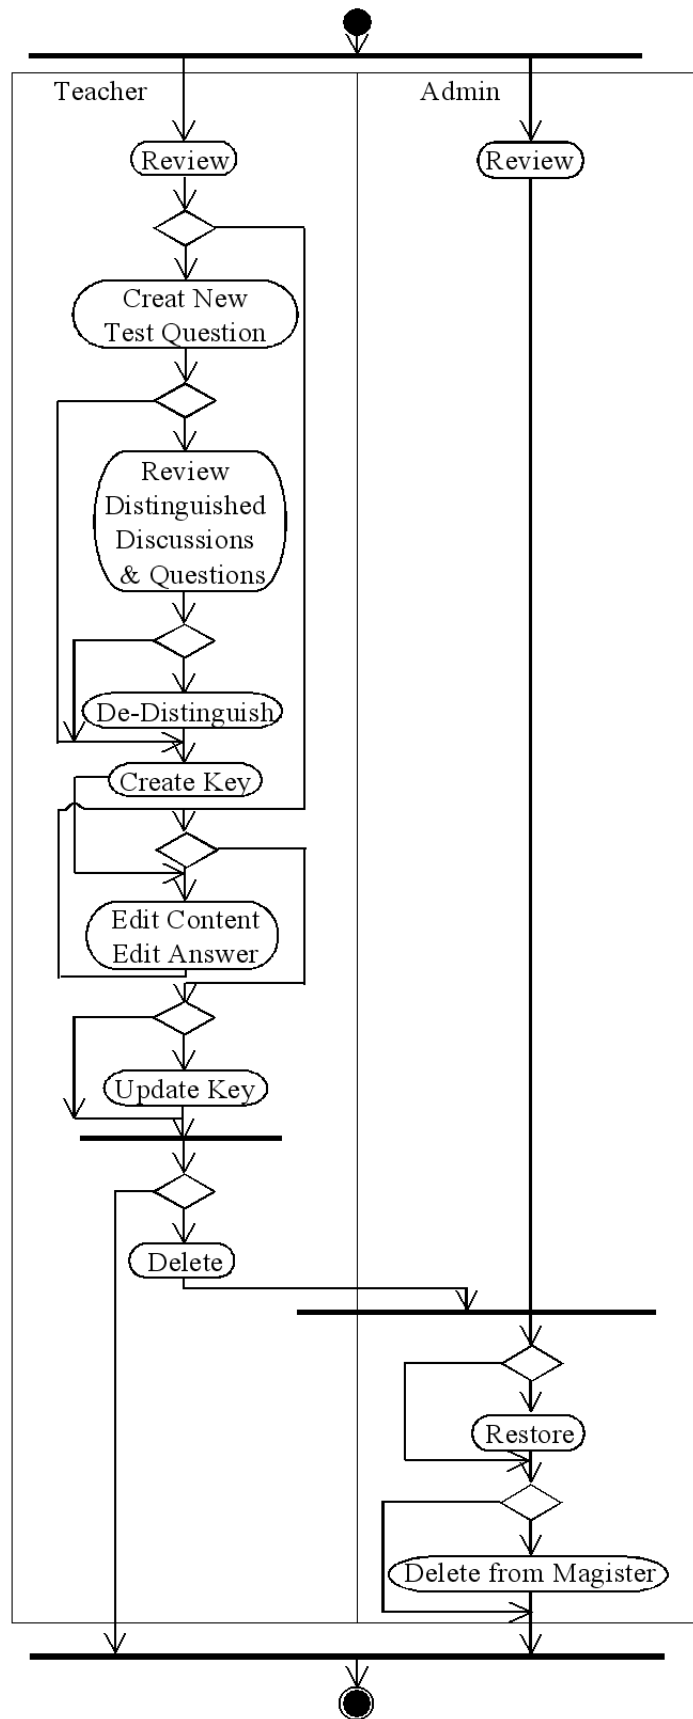 Teacher
Admin
Review
Review
Creat New
Test Question
Review
Distinguished
Discussions
& Questions
De-Distinguish
Create Key
Edit Content
Edit Answer
Update Key
Delete
Restore
Delete from Magister